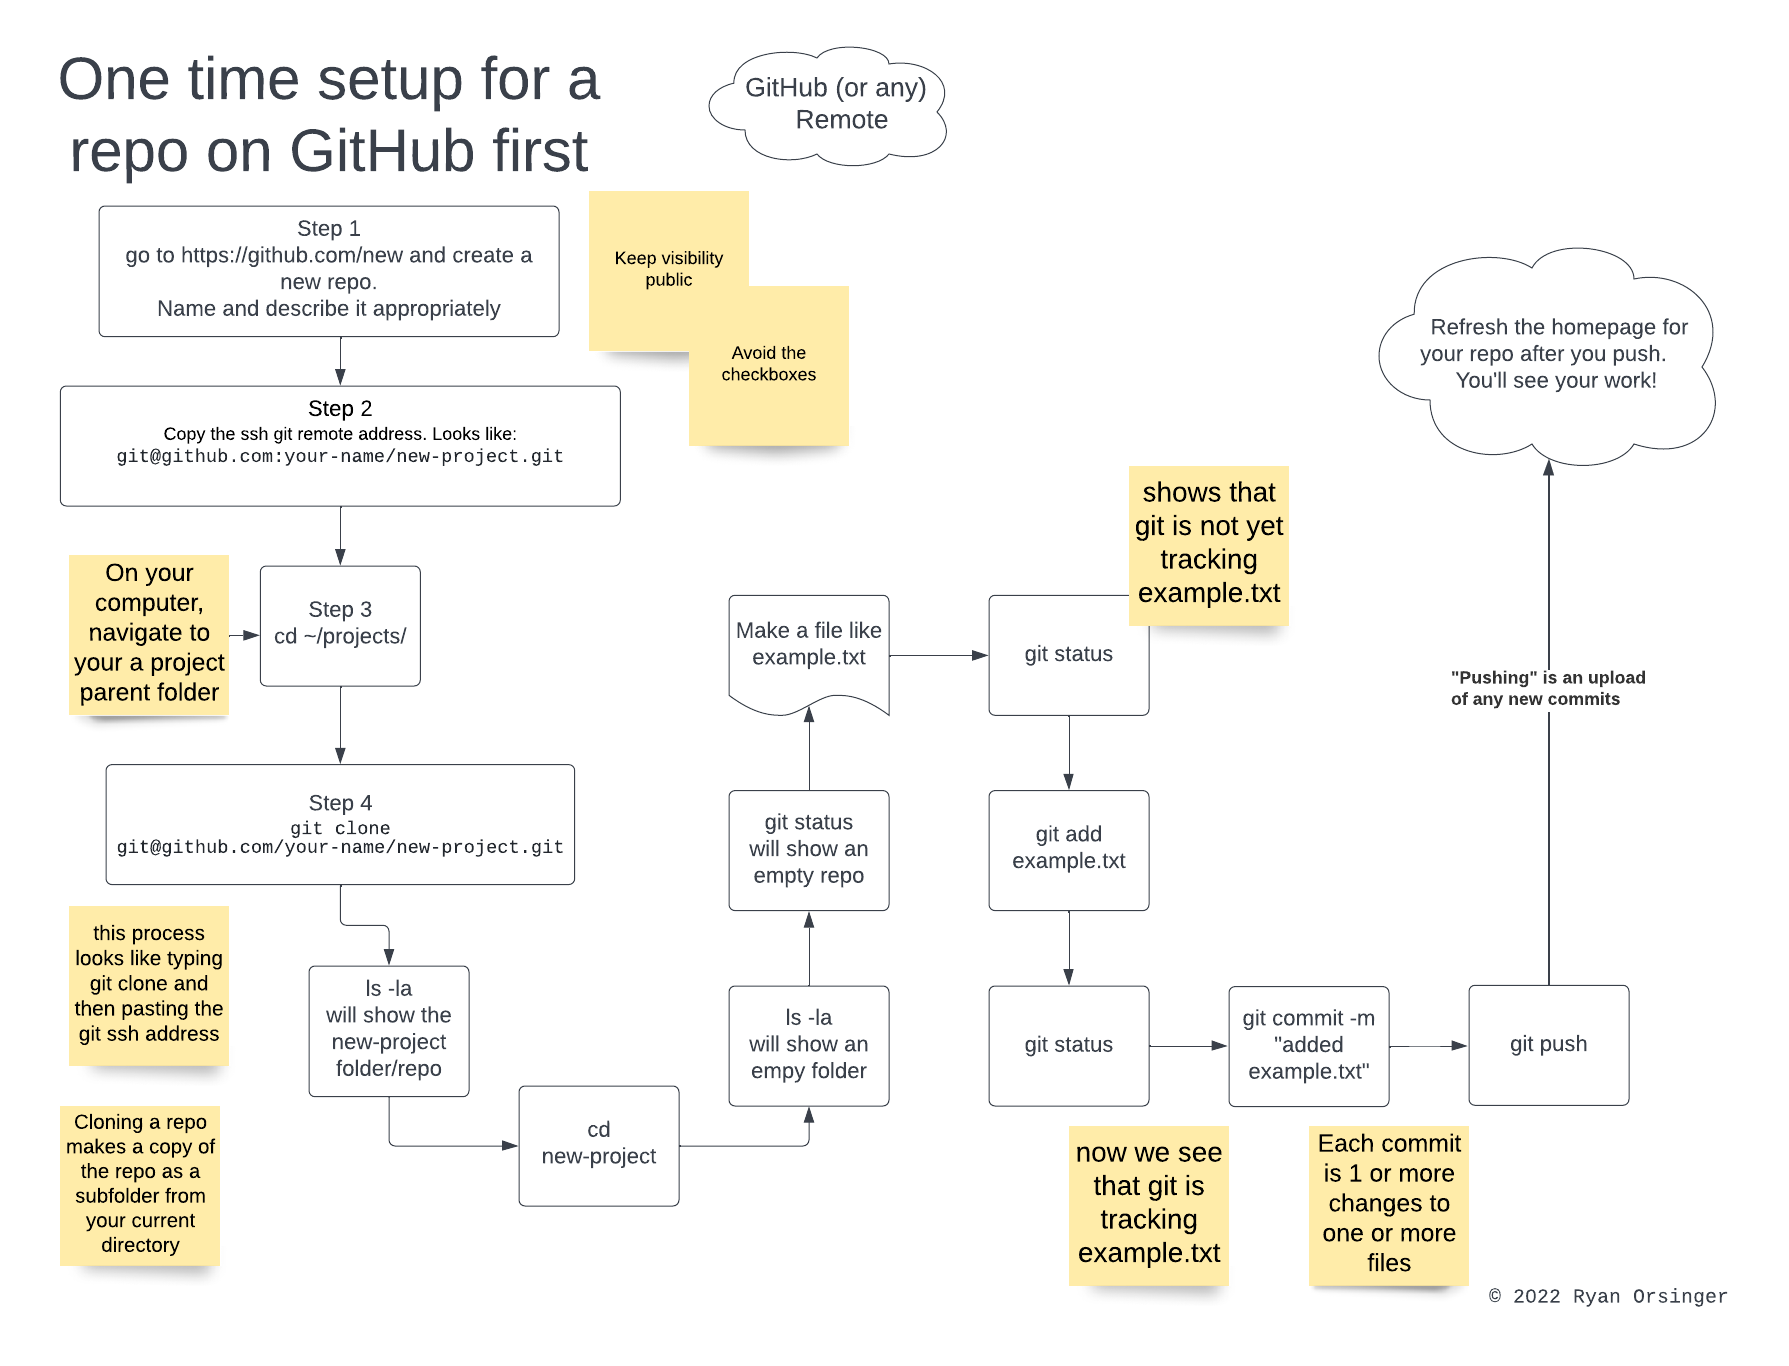 One time setup for a
repo on GitHub first
GitHub (or any)
Remote
Step 1
go to https://github.com/new and create a
new repo.
Name and describe it appropriately
Keep visibility
public
Avoid the
checkboxes
Step 2
Copy the ssh git remote address. Looks like:
git@github.com:your-name/new-project.git
On your
computer,
navigate to
your a project
parent folder
Step 3
cd ~/projects/
Step 4
git clone
git@github.com/your-name/new-project.git
this process
looks like typing
git clone and
then pasting the
git ssh address
Cloning a repo
makes a copy of
the repo as a
subfolder from
your current
directory
ls -la
will show the
new-project
folder/repo
cd
new-project
ls -la
will show an
empy folder
git status
will show an
empty repo
Make a file like
example.txt
git status
shows that
git is not yet
tracking
example.txt
git add
example.txt
git status
now we see
that git is
tracking
example.txt
git commit -m
"added
example.txt"
Each commit
is 1 or more
changes to
one or more
files
git push
"Pushing" is an upload
of any new commits
Refresh the homepage for
your repo after you push.
You'll see your work!
© 2022 Ryan Orsinger